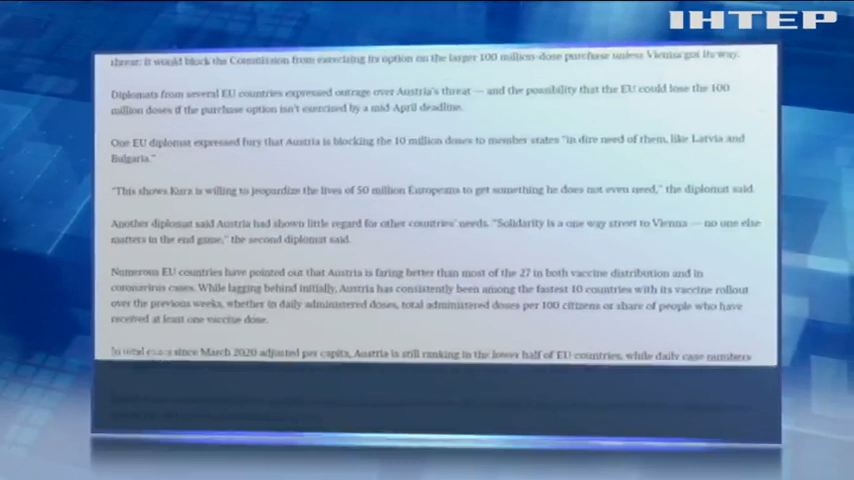 ІНТЕР
threat: it would block the Commission from exercizing its option on the larger 100 million-dose purchase unless Vienna got its way.
Diplomats from several EU countries expressed outrage over Austria's threat — and the possibility that the EU could lose the 100
million doses if the purchase option isn't exercised by a mid-April deadline.
One EU diplomat expressed fury that Austria is blocking the 10 million doses to member states "in dire need of them, like Latvia and
Bulgaria."
"This shows Kurz is willing to jeopardize the lives of 50 million Europeans to get something he does not even need," the diplomat said.
Another diplomat said Austria had shown little regard for other countries' needs. "Solidarity is a one way street to Vienna — no one else
matters in the end game," the second diplomat said.
Numerous EU countries have pointed out that Austria is faring better than most of the 27 in both vaccine distribution and in
coronavirus cases. While lagging behind initially, Austria has consistently been among the fastest 10 countries with its vaccine rollout
over the previous weeks, whether in daily administered doses, total administered doses per 100 citizens or share of people who have
received at least one vaccine dose.
In total cases since March 2020 adjusted per capita, Austria is still ranking in the lower half of EU countries, while daily case numbers